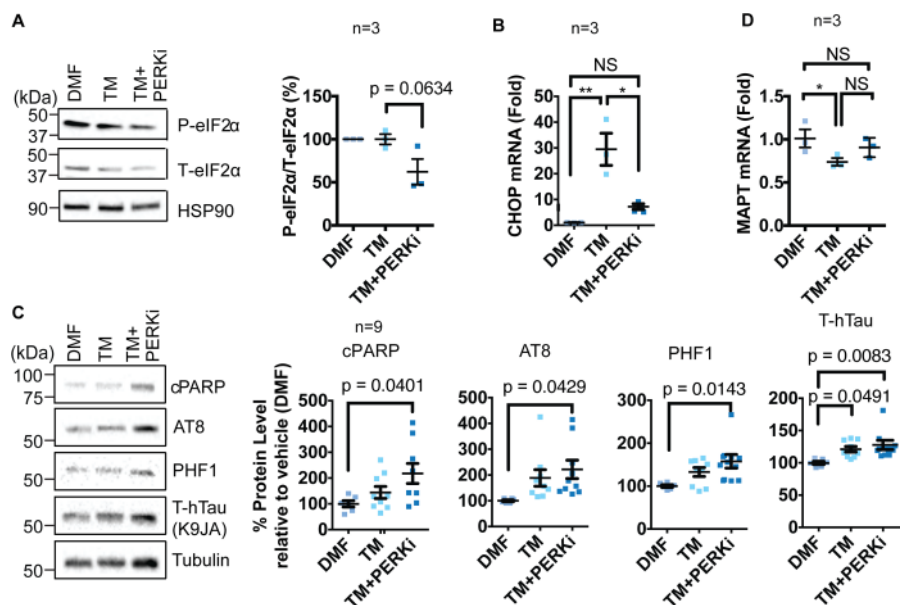 A
DMF
TM
TM+
PERKi
(kDa)
50
37
P-eIF2α
50
37
T-eIF2α
90
HSP90
n=3
p = 0.0634
P-eIF2α/T-eIF2α (%)
150
100
50
0
DMF
TM
TM+PERKi
B
n=3
NS
**
*
CHOP mRNA (Fold)
50
40
30
20
10
0
DMF
TM
TM+PERKi
D
n=3
NS
*
NS
MAPT mRNA (Fold)
1.5
1.0
0.5
0.0
DMF
TM
TM+PERKi
C
DMF
TM
TM+
PERKi
(kDa)
100
75
cPARP
50
AT8
50
PHF1
50
T-hTau
(K9JA)
50
Tubulin
n=9
cPARP
p = 0.0401
% Protein Level
relative to vehicle (DMF)
500
400
300
200
100
0
DMF
TM
TM+PERKi
AT8
p = 0.0429
500
400
300
200
100
0
DMF
TM
TM+PERKi
PHF1
p = 0.0143
300
200
100
0
DMF
TM
TM+PERKi
T-hTau
p = 0.0083
p = 0.0491
200
150
100
50
0
DMF
TM
TM+PERKi